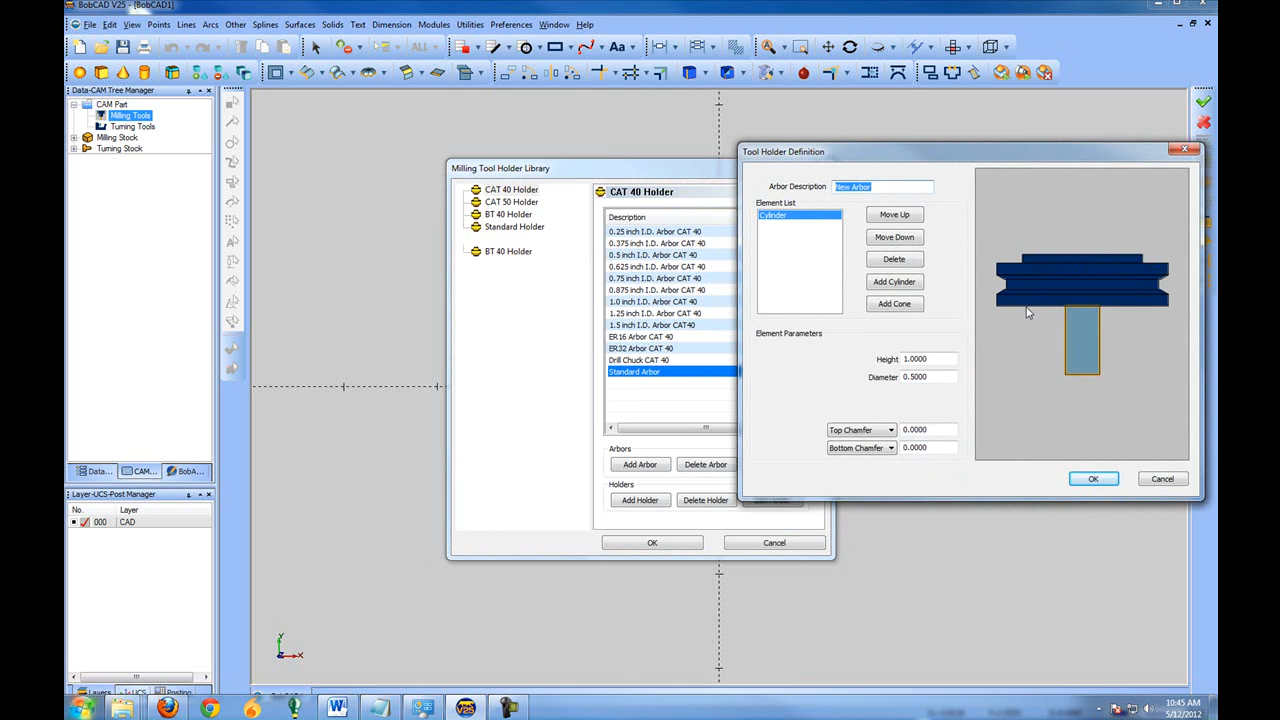 BobCAD V25 - [BobCAD1]
File Edit View Points Lines Arcs Other Splines Surfaces Solids Text Dimension Modules Utilities Preferences Window Help
ALL
Aa
Data-CAM Tree Manager
CAM Part
Milling Tools
Turning Tools
Milling Stock
Turning Stock
Data... CAM... BobA...
Layer-UCS-Post Manager
No. Layer
000 CAD
Layers UCS Posting
Milling Tool Holder Library
CAT 40 Holder
CAT 50 Holder
BT 40 Holder
Standard Holder
BT 40 Holder
CAT 40 Holder
Description
0.25 inch I.D. Arbor CAT 40
0.375 inch I.D. Arbor CAT 40
0.5 inch I.D. Arbor CAT 40
0.625 inch I.D. Arbor CAT 40
0.75 inch I.D. Arbor CAT 40
0.875 inch I.D. Arbor CAT 40
1.0 inch I.D. Arbor CAT 40
1.25 inch I.D. Arbor CAT 40
1.5 inch I.D. Arbor CAT40
ER16 Arbor CAT 40
ER32 Arbor CAT 40
Drill Chuck CAT 40
Standard Arbor
Arbors
Add Arbor Delete Arbor
Holders
Add Holder Delete Holder
OK Cancel
Tool Holder Definition
Arbor Description New Arbor
Element List
Cylinder
Move Up
Move Down
Delete
Add Cylinder
Add Cone
Element Parameters
Height 1.0000
Diameter 0.5000
Top Chamfer 0.0000
Bottom Chamfer 0.0000
OK Cancel
Y
X
V25
10:45 AM
5/12/2012